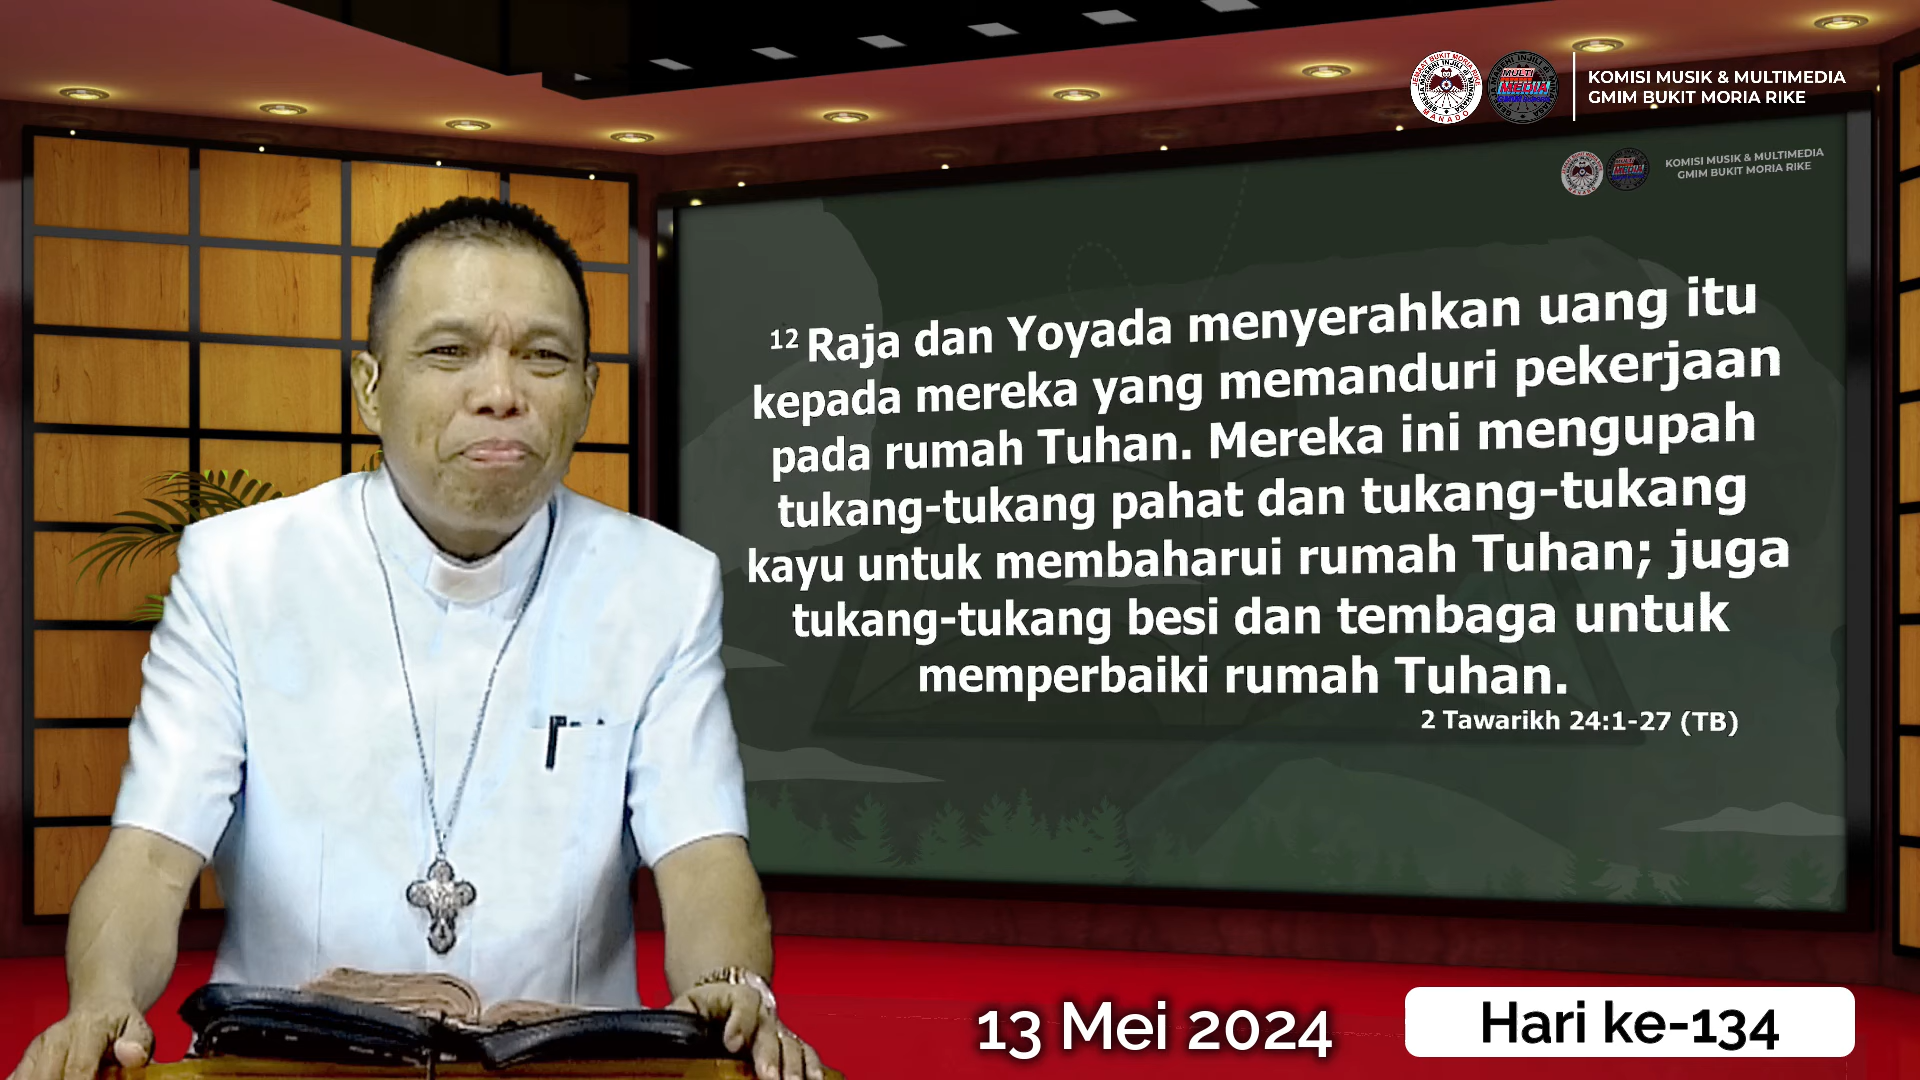 KOMISI MUSIK & MULTIMEDIA
GMIM BUKIT MORIA RIKE
MULTI
MEDIA
MANADO
KOMISI MUSIK & MULTIMEDIA
GMIM BUKIT MORIA RIKE
12 Raja dan Yoyada menyerahkan uang itu
kepada mereka yang memanduri pekerjaan
pada rumah Tuhan. Mereka ini mengupah
tukang-tukang pahat dan tukang-tukang
kayu untuk membaharui rumah Tuhan; juga
tukang-tukang besi dan tembaga untuk
memperbaiki rumah Tuhan.
2 Tawarikh 24:1-27 (TB)
13 Mei 2024
Hari ke-134